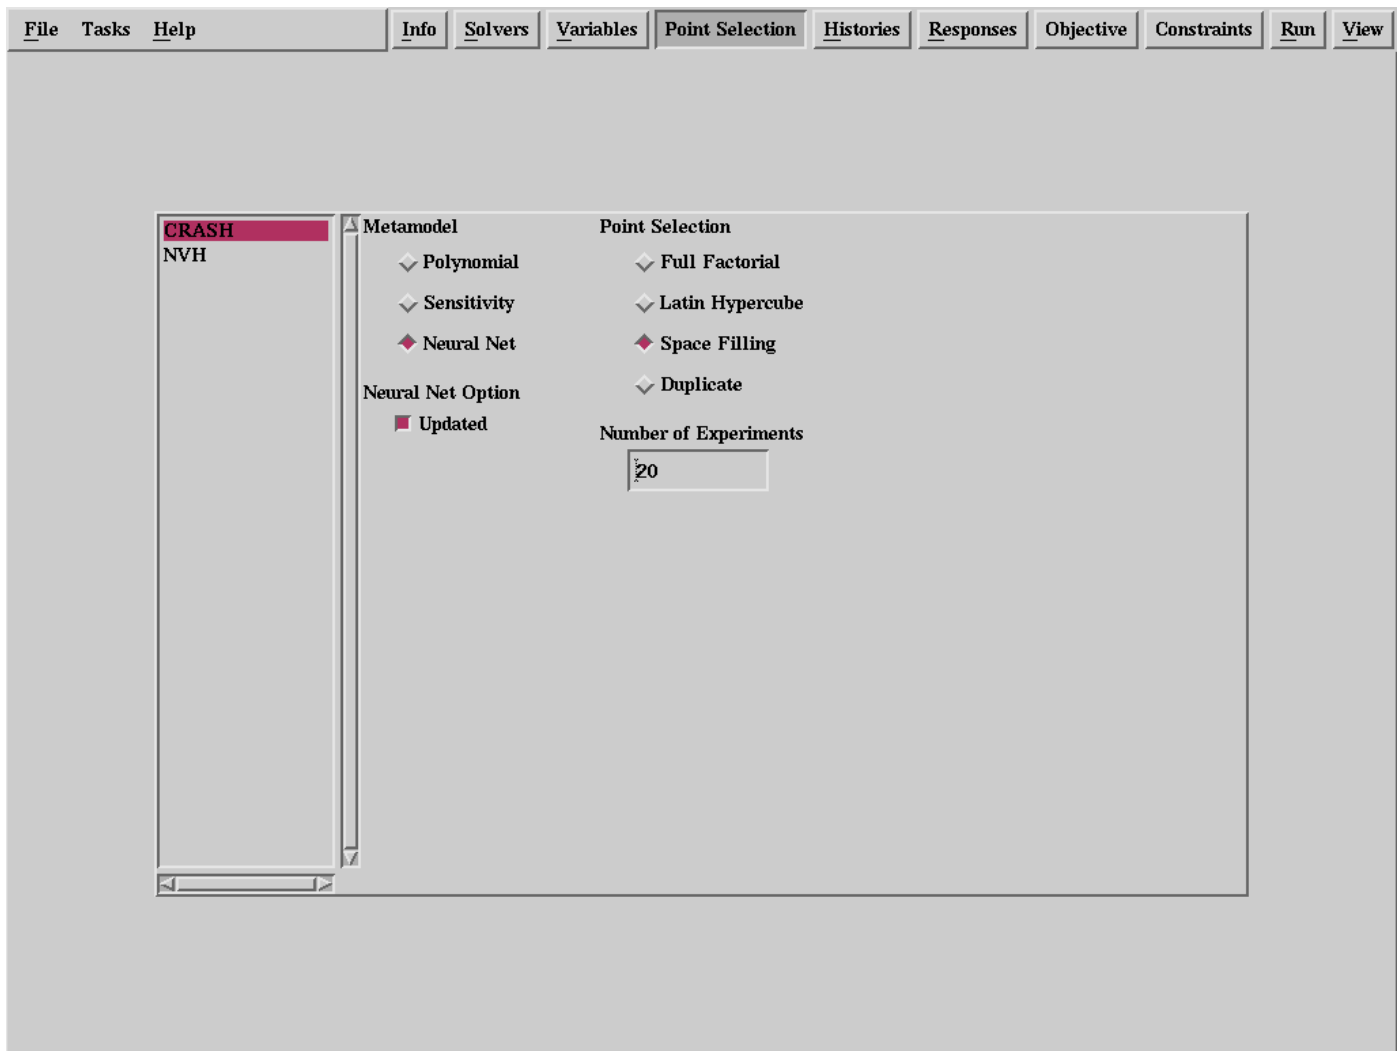 File Tasks Help Info Solvers Variables Point Selection Histories Responses Objective Constraints Run View
CRASH
NVH
Metamodel
Polynomial
Sensitivity
Neural Net
Neural Net Option
Updated
Point Selection
Full Factorial
Latin Hypercube
Space Filling
Duplicate
Number of Experiments
20